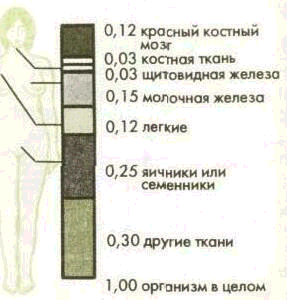 0,12 красный костный
мозг
0,03 костная ткань
0,03 щитовидная железа
0,15 молочная железа
0,12 легкие
0,25 яичники или
семенники
0,30 другие ткани
1,00 организм в целом